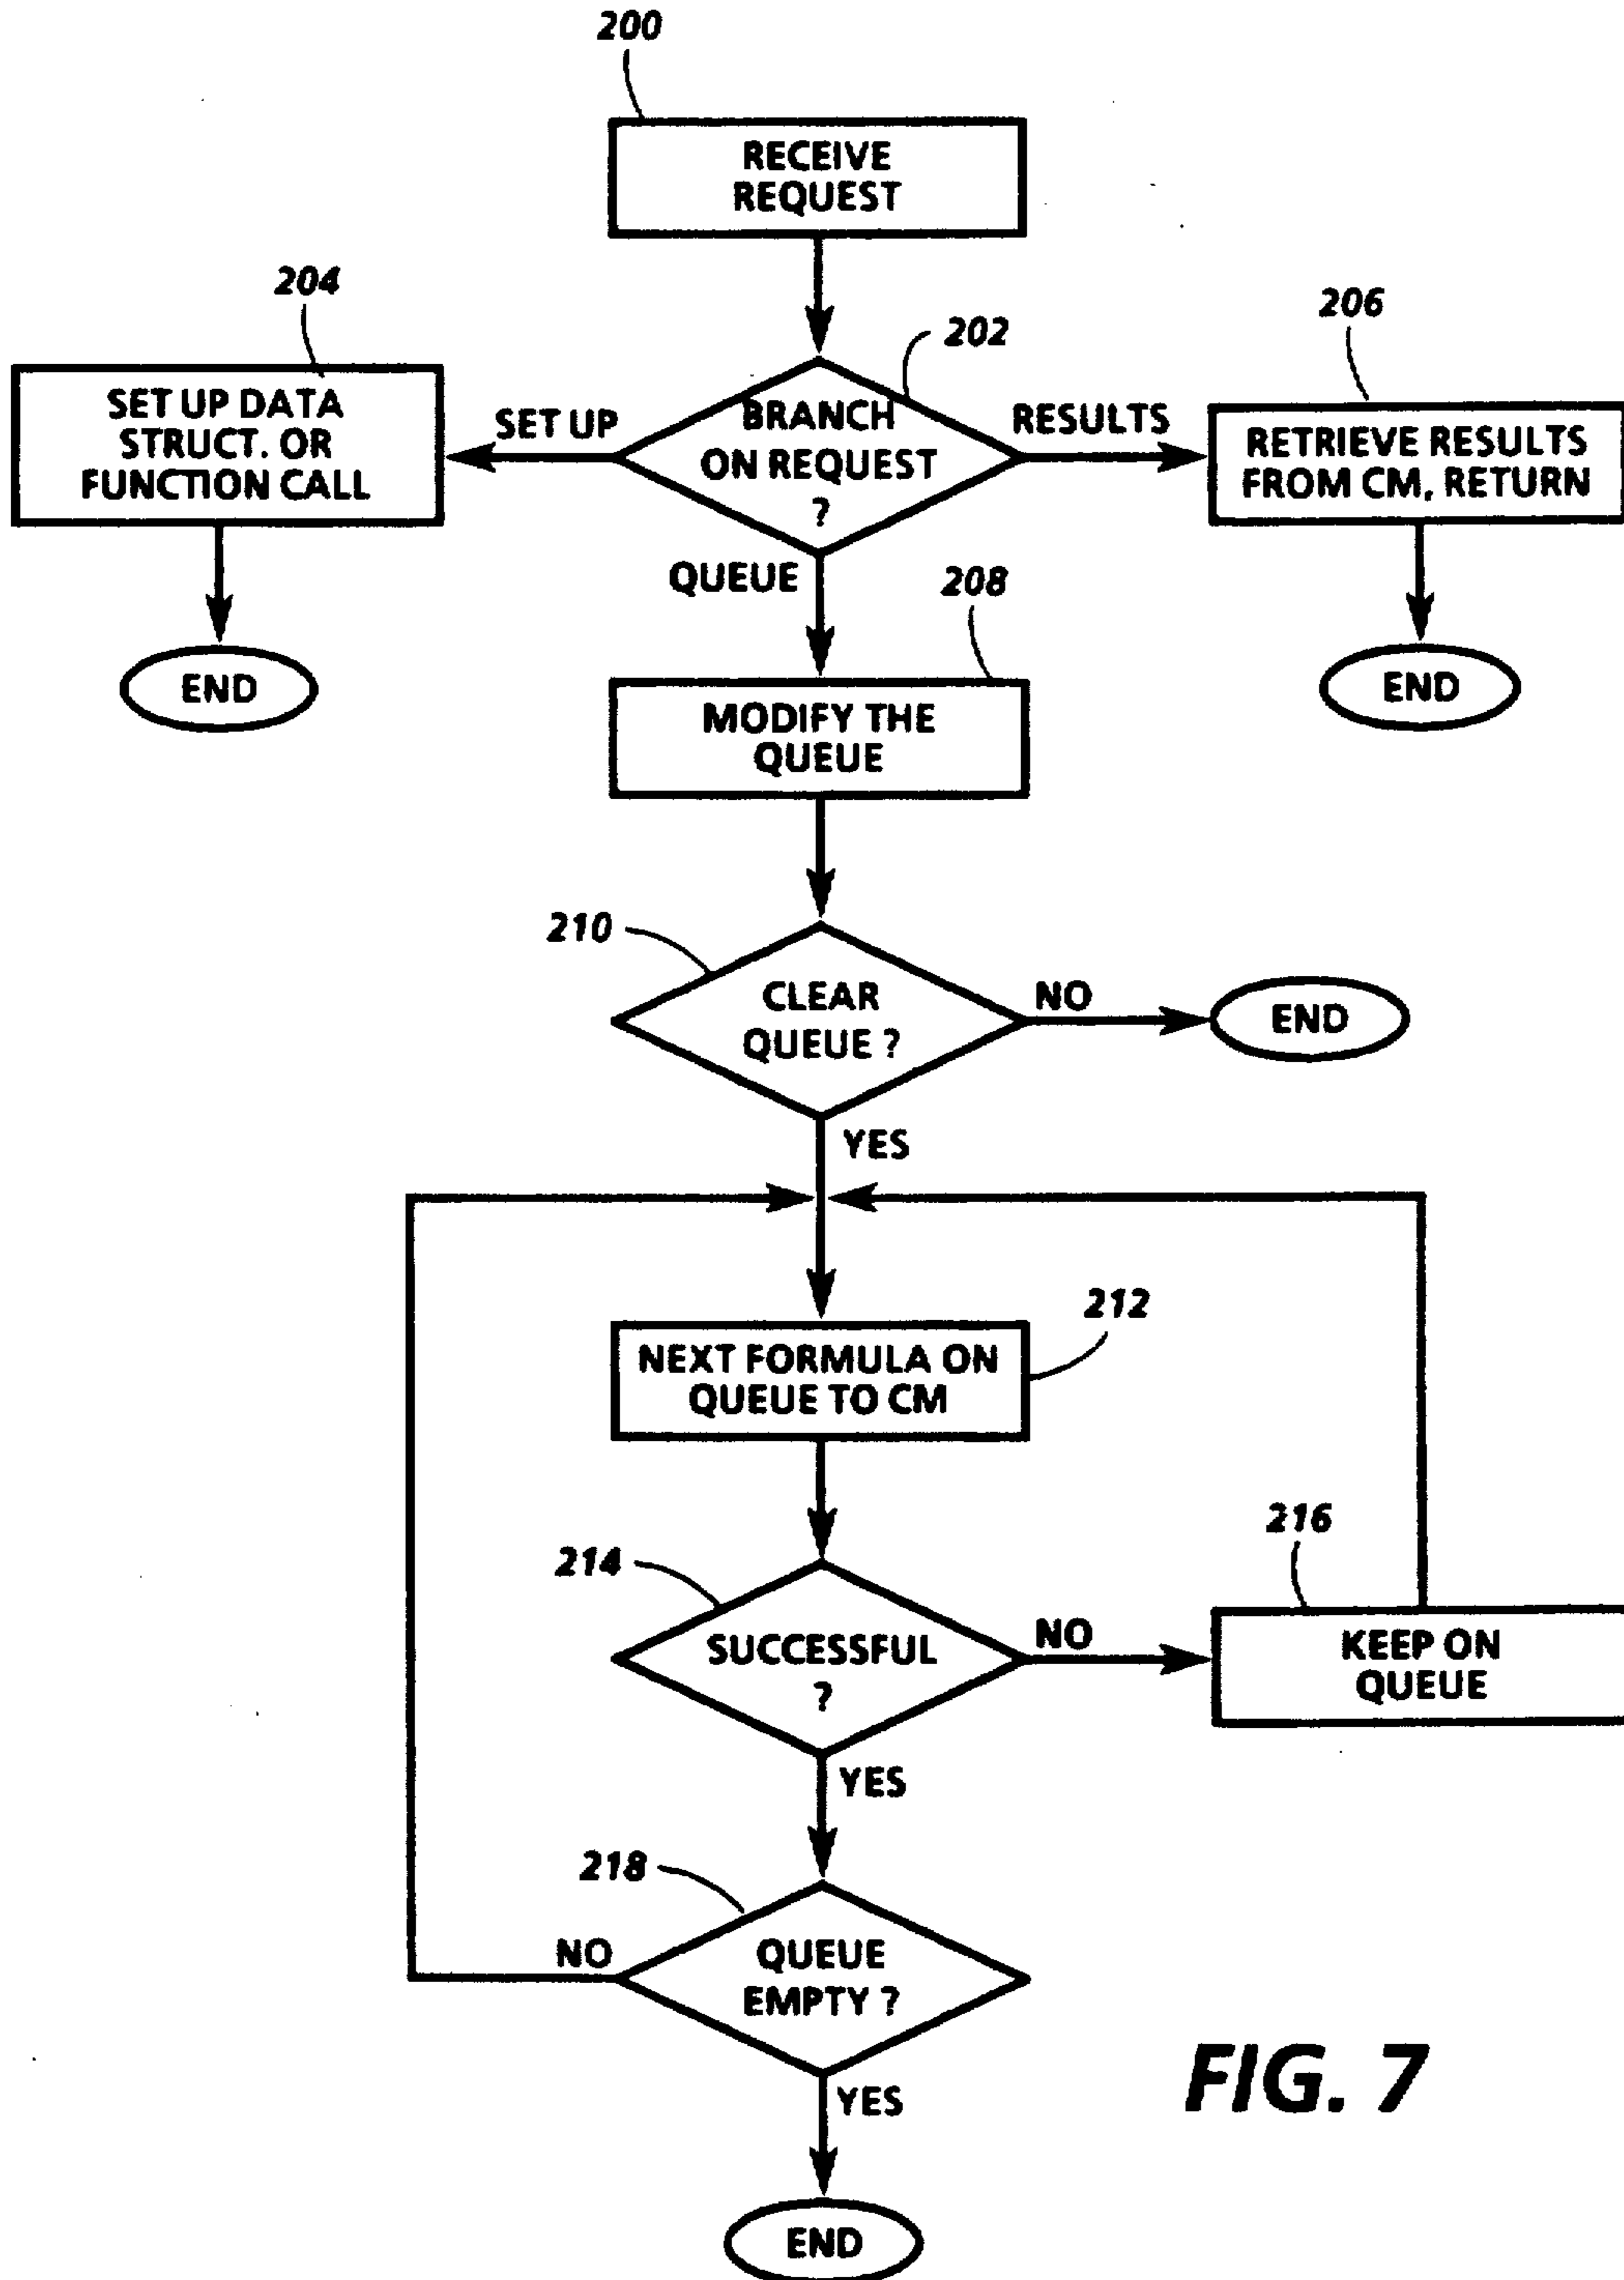 200
RECEIVE
REQUEST
204
202
206
SET UP DATA
STRUCT. OR
FUNCTION CALL
SET UP
BRANCH
ON REQUEST
?
RESULTS
RETRIEVE RESULTS
FROM CM, RETURN
QUEUE
208
END
END
MODIFY THE
QUEUE
210
CLEAR
QUEUE ?
NO
END
YES
212
NEXT FORMULA ON
QUEUE TO CM
214
216
SUCCESSFUL
?
NO
KEEP ON
QUEUE
YES
218
NO
QUEUE
EMPTY ?
YES
END
FIG. 7